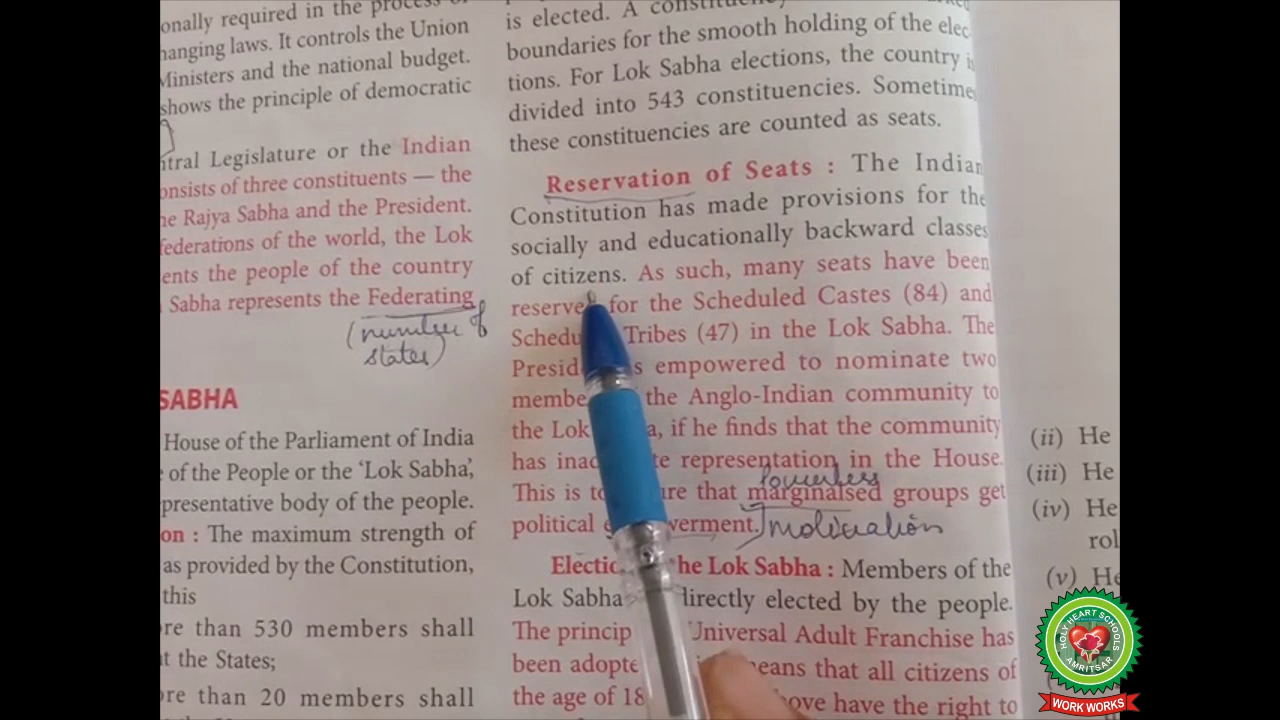 onally required in the process of
hanging laws. It controls the Union
Ministers and the national budget.
shows the principle of democratic
ntral Legislature or the Indian
onsists of three constituents — the
he Rajya Sabha and the President.
federations of the world, the Lok
ents the people of the country
Sabha represents the Federating
(number of
states)
SABHA
House of the Parliament of India
of the People or the 'Lok Sabha',
presentative body of the people.
on : The maximum strength of
as provided by the Constitution,
this
re than 530 members shall
t the States;
ore than 20 members shall
is elected. A constituency
boundaries for the smooth holding of the elec-
tions. For Lok Sabha elections, the country is
divided into 543 constituencies. Sometimes
these constituencies are counted as seats.
Reservation of Seats : The Indian
Constitution has made provisions for the
socially and educationally backward classes
of citizens. As such, many seats have been
reserve for the Scheduled Castes (84) and
Schedu Tribes (47) in the Lok Sabha. The
Presid s empowered to nominate two
membe the Anglo-Indian community to
the Lok a, if he finds that the community
has inad te representation in the House.
Powerless
This is to re that marginalised groups get
political e werment.
Motivation
Electio he Lok Sabha : Members of the
Lok Sabha directly elected by the people.
The princip Universal Adult Franchise has
been adopte eans that all citizens of
the age of 18 ove have the right to
(ii) He
(iii) He
(iv) He
rol
(v) He
HOLY HEART SCHOOLS
AMRITSAR
WORK WORKS